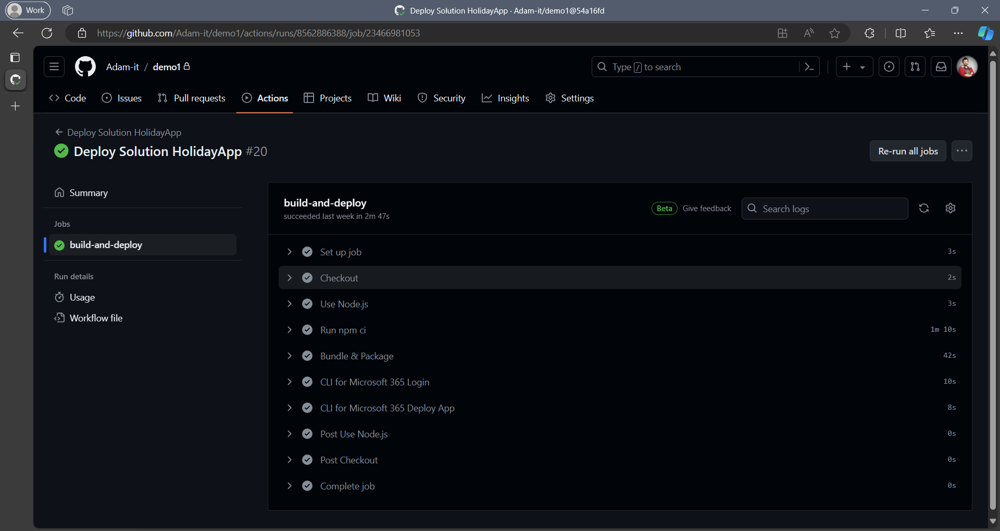 Work
Deploy Solution HolidayApp · Adam-it/demo1@54a16fd
https://github.com/Adam-it/demo1/actions/runs/8562886388/job/23466981053
Adam-it / demo1
Type / to search
Code
Issues
Pull requests
Actions
Projects
Wiki
Security
Insights
Settings
Deploy Solution HolidayApp
Deploy Solution HolidayApp #20
Re-run all jobs
Summary
Jobs
build-and-deploy
Run details
Usage
Workflow file
build-and-deploy
succeeded last week in 2m 47s
Beta
Give feedback
Search logs
Set up job 3s
Checkout 2s
Use Node.js 3s
Run npm ci 1m 10s
Bundle & Package 42s
CLI for Microsoft 365 Login 10s
CLI for Microsoft 365 Deploy App 8s
Post Use Node.js 0s
Post Checkout 0s
Complete job 0s